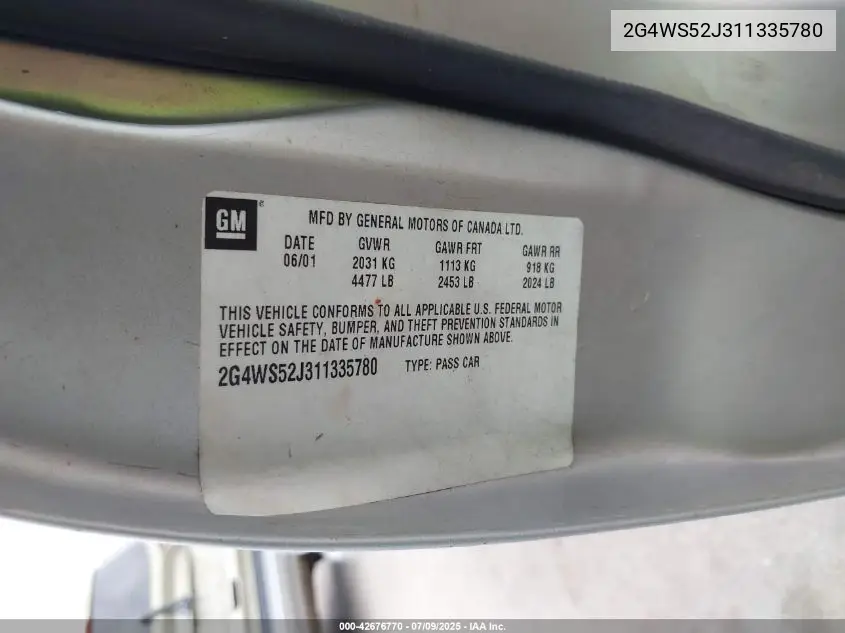 2G4WS52J311335780
GM ®
MFD BY GENERAL MOTORS OF CANADA LTD.
DATE GVWR GAWR FRT GAWR RR
06/01 2031 KG 1113 KG 918 KG
4477 LB 2453 LB 2024 LB
THIS VEHICLE CONFORMS TO ALL APPLICABLE U.S. FEDERAL MOTOR
VEHICLE SAFETY, BUMPER, AND THEFT PREVENTION STANDARDS IN
EFFECT ON THE DATE OF MANUFACTURE SHOWN ABOVE.
2G4WS52J311335780 TYPE: PASS CAR
000-42676770 - 07/09/2025 - IAA Inc.